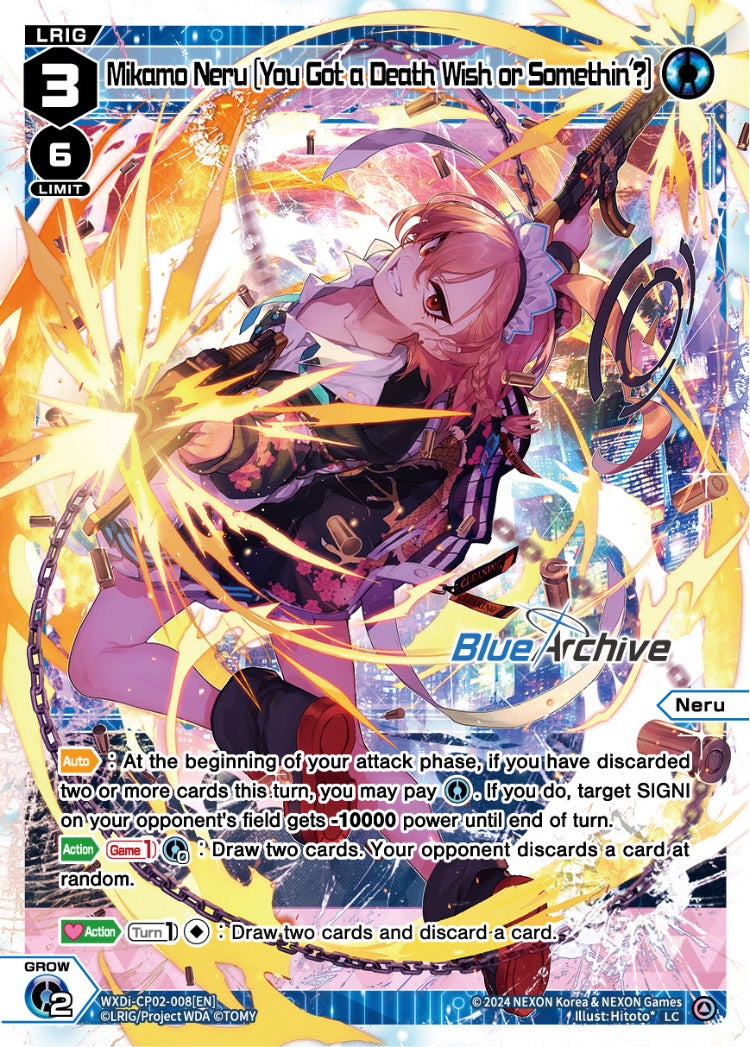 LRIG
3
Mikamo Neru [You Got a Death Wish or Somethin'?]
6
LIMIT
CLEANING
Blue Archive
Neru
Auto : At the beginning of your attack phase, if you have discarded
two or more cards this turn, you may pay . If you do, target SIGNI
on your opponent's field gets -10000 power until end of turn.
Action Game 1 0 : Draw two cards. Your opponent discards a card at
random.
Action Turn 1 : Draw two cards and discard a card.
GROW
2
WXDi-CP02-008[EN]
©LRIG/Project WDA ©TOMY
© 2024 NEXON Korea & NEXON Games
Illust:Hitoto* LC